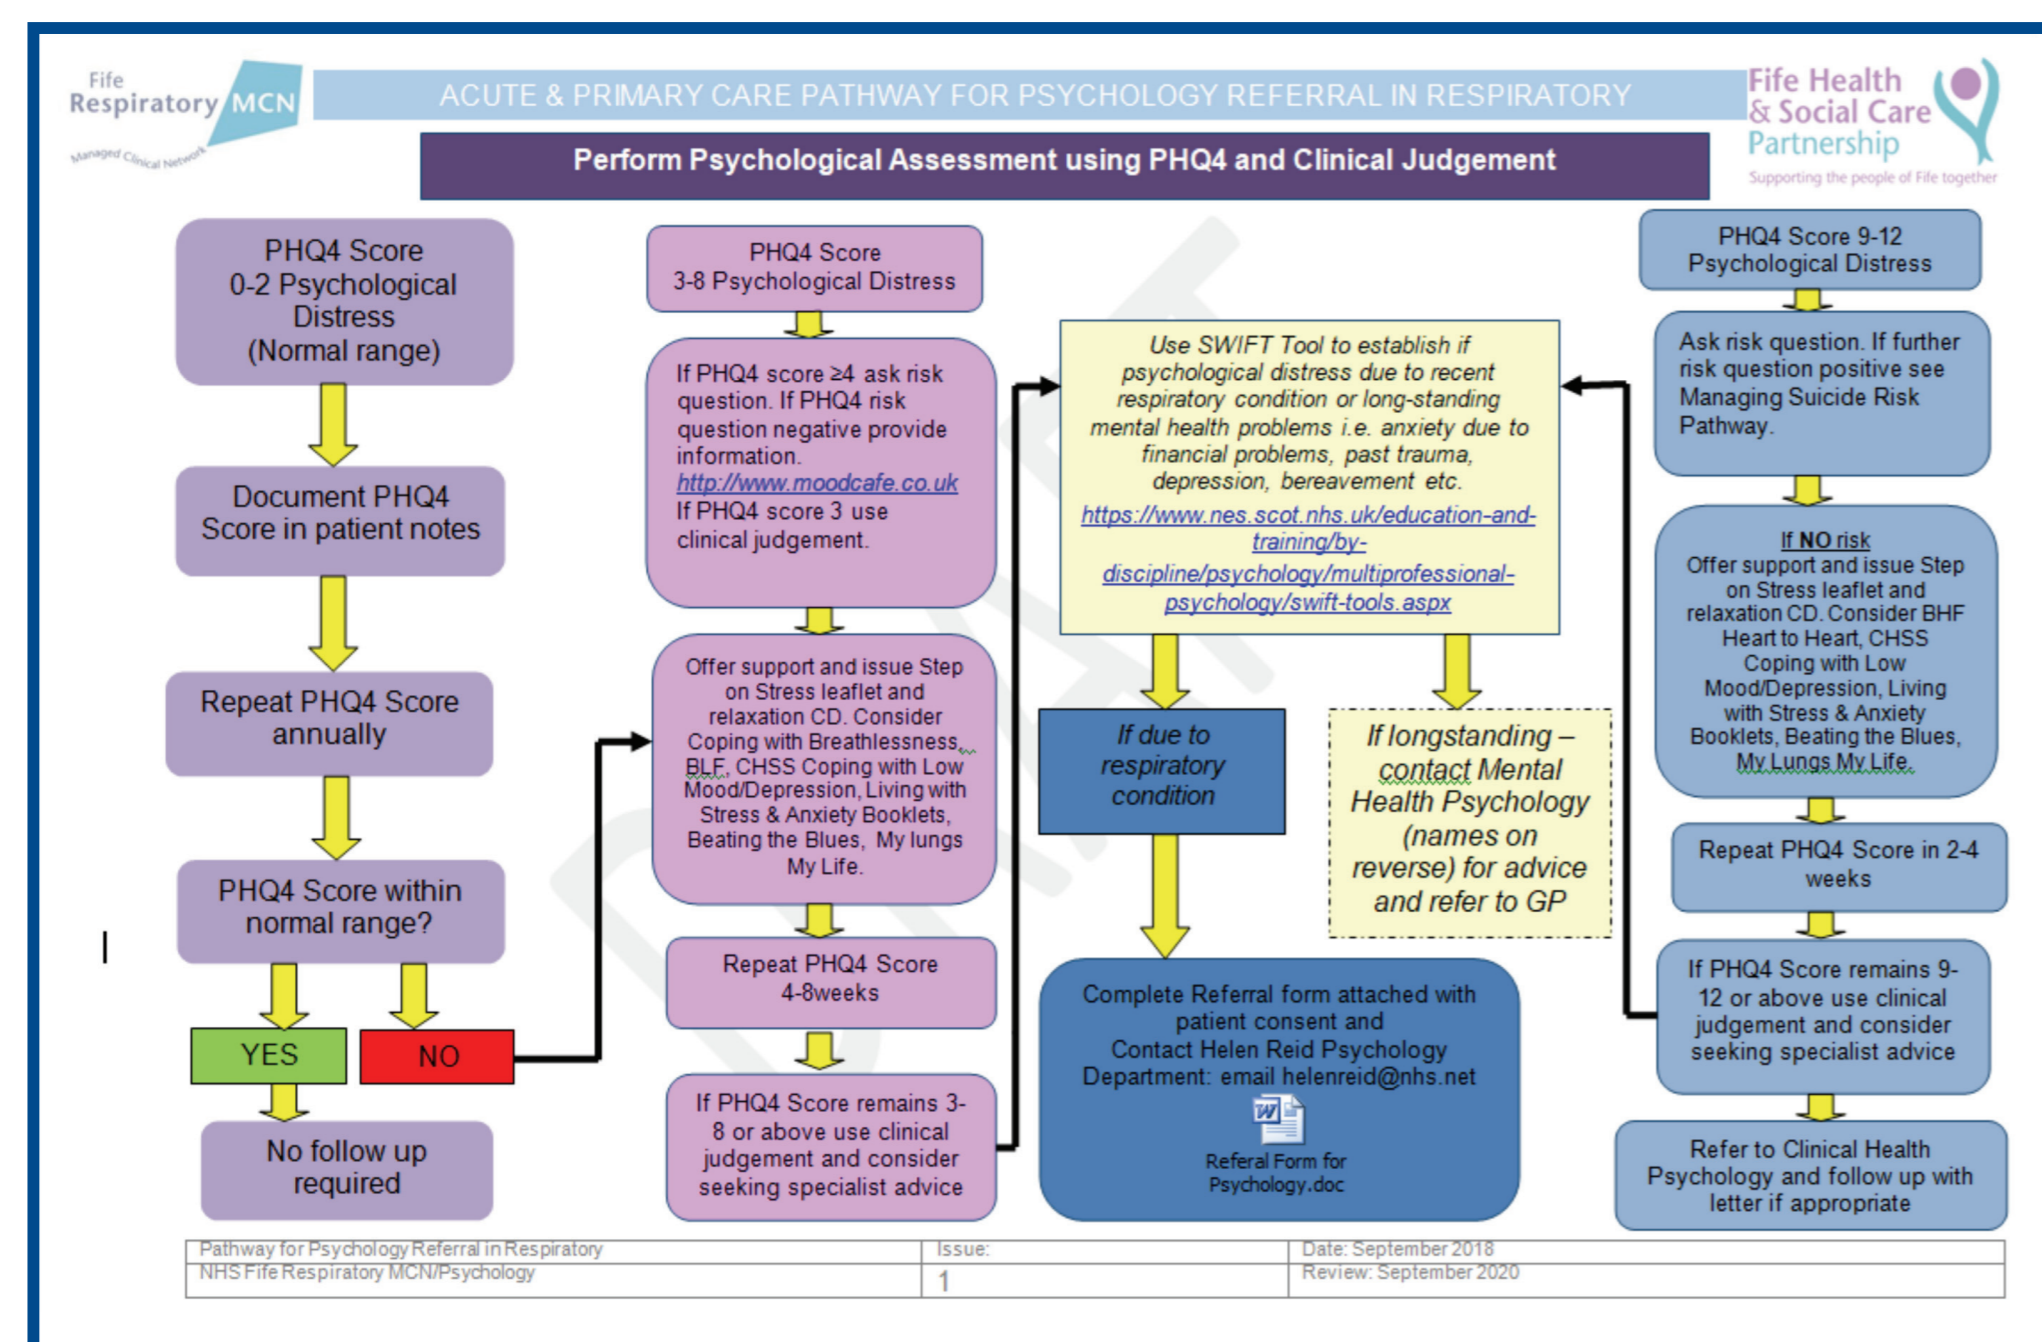 Fife
Respiratory MCN
Managed Clinical Network
ACUTE & PRIMARY CARE PATHWAY FOR PSYCHOLOGY REFERRAL IN RESPIRATORY
Fife Health
& Social Care
Partnership
Supporting the people of Fife together
Perform Psychological Assessment using PHQ4 and Clinical Judgement
PHQ4 Score
0-2 Psychological
Distress
(Normal range)
Document PHQ4
Score in patient notes
Repeat PHQ4 Score
annually
PHQ4 Score within
normal range?
YES
NO
No follow up
required
PHQ4 Score
3-8 Psychological Distress
If PHQ4 score ≥4 ask risk
question. If PHQ4 risk
question negative provide
information.
http://www.moodcafe.co.uk
If PHQ4 score 3 use
clinical judgement.
Offer support and issue Step
on Stress leaflet and
relaxation CD. Consider
Coping with Breathlessness,
BLF, CHSS Coping with Low
Mood/Depression, Living with
Stress & Anxiety Booklets,
Beating the Blues, My lungs
My Life.
Repeat PHQ4 Score
4-8weeks
If PHQ4 Score remains 3-
8 or above use clinical
judgement and consider
seeking specialist advice
Use SWIFT Tool to establish if
psychological distress due to recent
respiratory condition or long-standing
mental health problems i.e. anxiety due to
financial problems, past trauma,
depression, bereavement etc.
https://www.nes.scot.nhs.uk/education-and-
training/by-
discipline/psychology/multiprofessional-
psychology/swift-tools.aspx
If due to
respiratory
condition
If longstanding –
contact Mental
Health Psychology
(names on
reverse) for advice
and refer to GP
Complete Referral form attached with
patient consent and
Contact Helen Reid Psychology
Department: email helenreid@nhs.net
Referal Form for
Psychology.doc
PHQ4 Score 9-12
Psychological Distress
Ask risk question. If further
risk question positive see
Managing Suicide Risk
Pathway.
If NO risk
Offer support and issue Step
on Stress leaflet and
relaxation CD. Consider BHF
Heart to Heart, CHSS
Coping with Low
Mood/Depression, Living
with Stress & Anxiety
Booklets, Beating the Blues,
My Lungs My Life.
Repeat PHQ4 Score in 2-4
weeks
If PHQ4 Score remains 9-
12 or above use clinical
judgement and consider
seeking specialist advice
Refer to Clinical Health
Psychology and follow up with
letter if appropriate
DRAFT
Pathway for Psychology Referral in Respiratory
Issue:
Date: September 2018
NHS Fife Respiratory MCN/Psychology
1
Review: September 2020